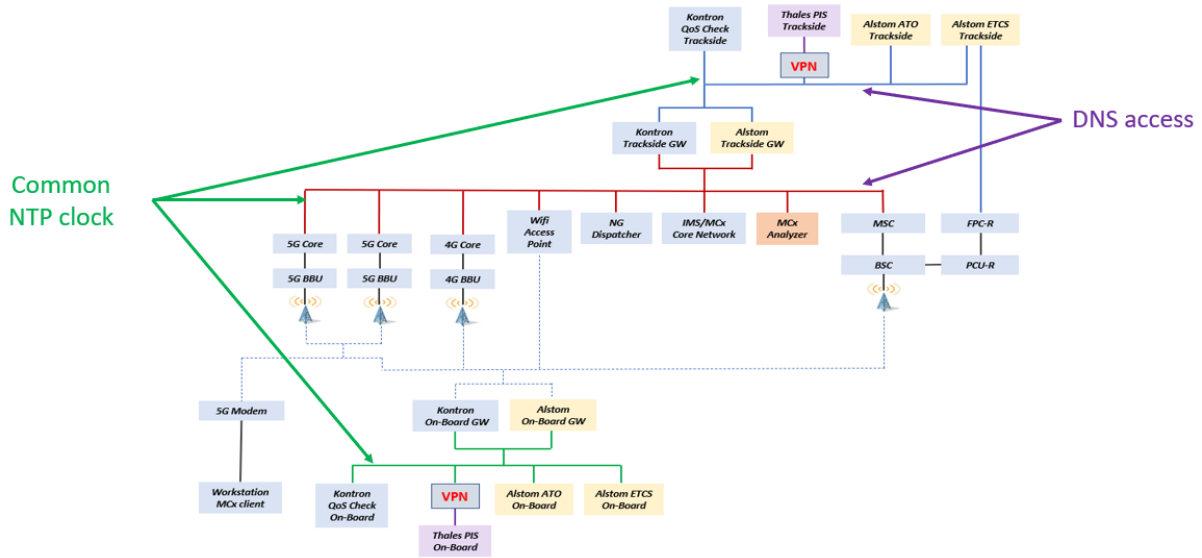 Kontron
QoS Check
Trackside
Thales PIS
Trackside
Alstom ATO
Trackside
Alstom ETCS
Trackside
VPN
DNS access
Kontron
Trackside GW
Alstom
Trackside GW
Common
NTP clock
5G Core
5G Core
4G Core
Wifi
Access
Point
NG
Dispatcher
IMS/MCx
Core Network
MCx
Analyzer
MSC
FPC-R
5G BBU
5G BBU
4G BBU
BSC
PCU-R
5G Modem
Kontron
On-Board GW
Alstom
On-Board GW
Workstation
MCx client
Kontron
QoS Check
On-Board
VPN
Alstom ATO
On-Board
Alstom ETCS
On-Board
Thales PIS
On-Board